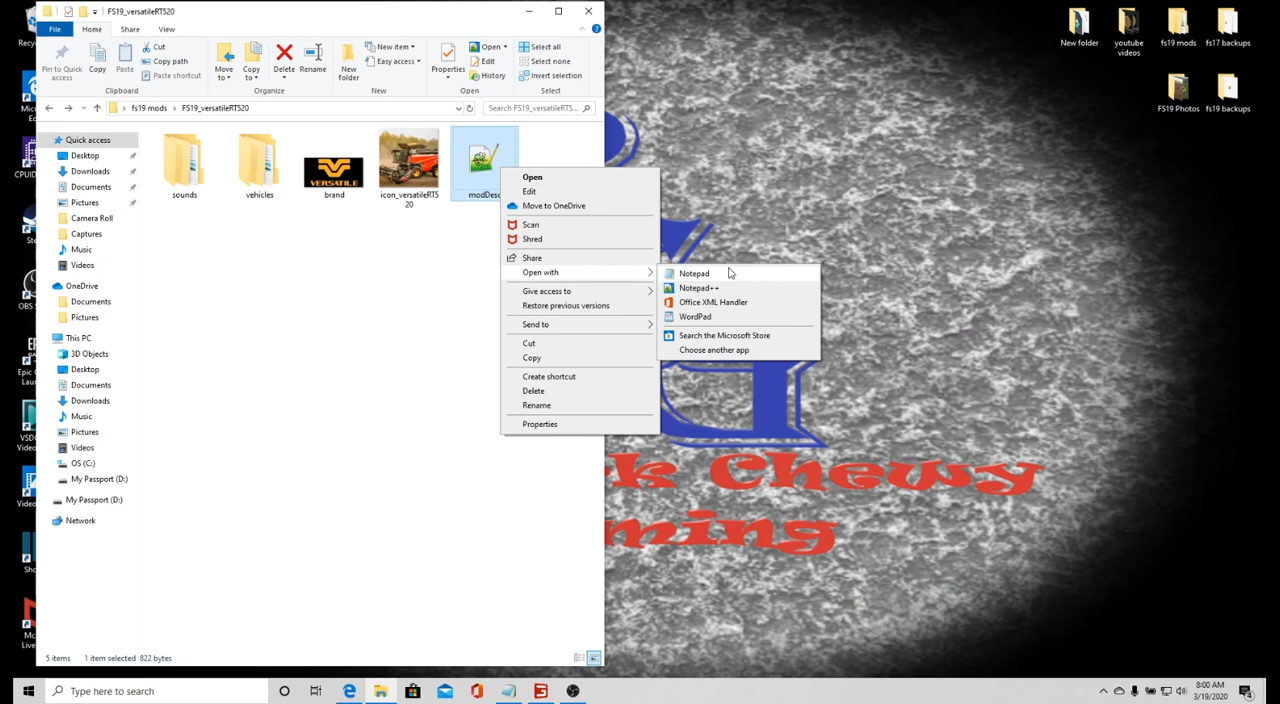 FS19_versatileRT520
File
Home
Share
View
Pin to Quick access
Copy
Paste
Cut
Copy path
Paste shortcut
Clipboard
Move to
Copy to
Delete
Rename
Organize
New folder
New item
Easy access
New
Properties
Open
Edit
History
Open
Select all
Select none
Invert selection
Select
fs19 mods > FS19_versatileRT520
Search FS19_versatileRT5...
Quick access
Desktop
Downloads
Documents
Pictures
Camera Roll
Captures
Music
Videos
OneDrive
Documents
Pictures
This PC
3D Objects
Desktop
Documents
Downloads
Music
Pictures
Videos
OS (C:)
My Passport (D:)
My Passport (D:)
Network
sounds
vehicles
VERSATILE
brand
icon_versatileRT5
20
modDesc
Open
Edit
Move to OneDrive
Scan
Shred
Share
Open with
Give access to
Restore previous versions
Send to
Cut
Copy
Create shortcut
Delete
Rename
Properties
Notepad
Notepad++
Office XML Handler
WordPad
Search the Microsoft Store
Choose another app
5 items
1 item selected 822 bytes
New folder
youtube
videos
fs19 mods
fs17 backups
FS19 Photos
fs19 backups
k Chewy
ming
Type here to search
8:00 AM
3/19/2020
4